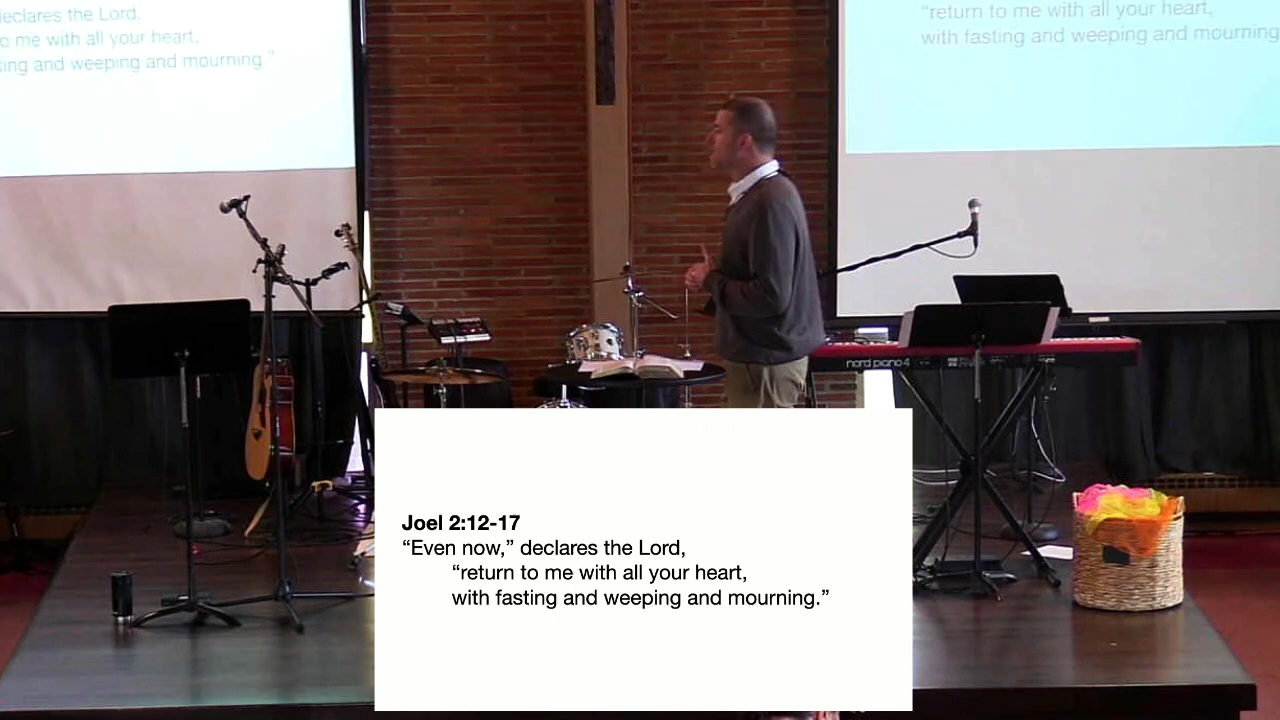 declares the Lord.
o me with all your heart,
ting and weeping and mourning.”
“return to me with all your heart,
with fasting and weeping and mourning
nord piano 4
Joel 2:12-17
“Even now,” declares the Lord,
“return to me with all your heart,
with fasting and weeping and mourning.”